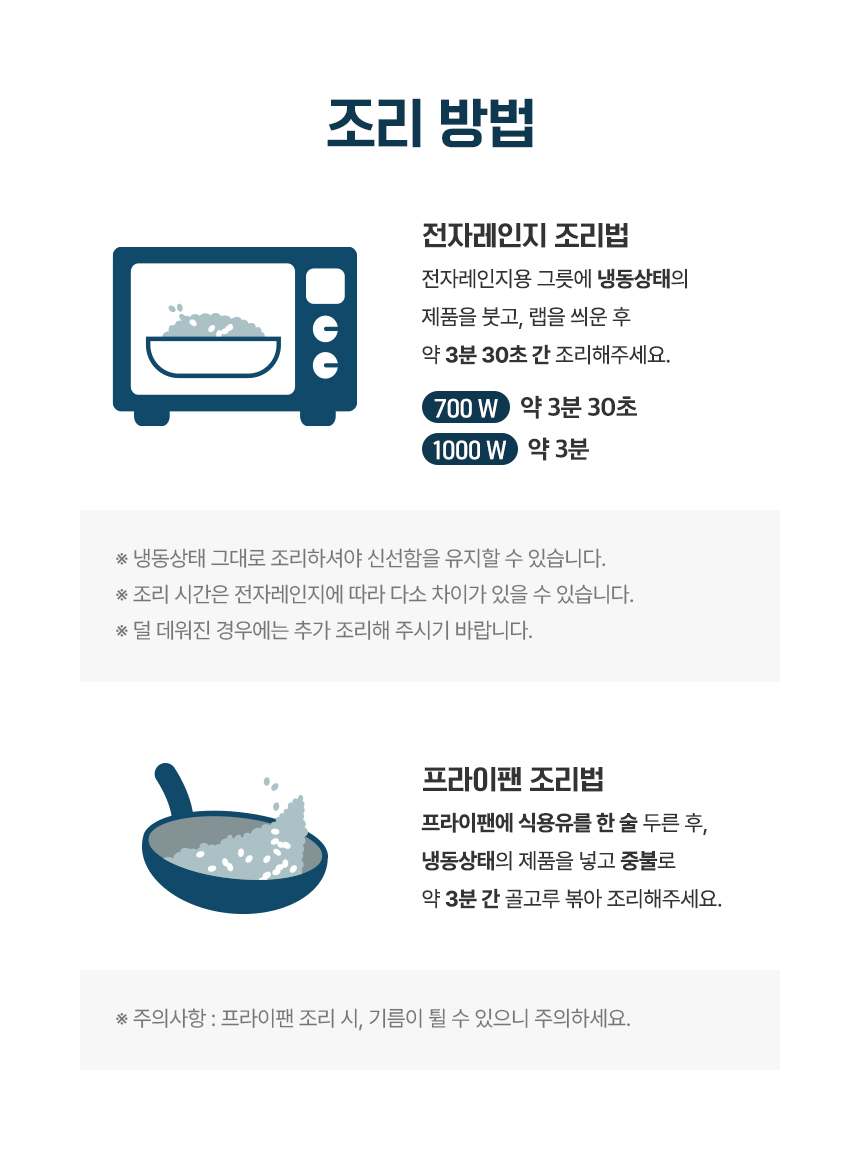 조리 방법
전자레인지 조리법
전자레인지용 그릇에 냉동상태의
제품을 붓고, 랩을 씌운 후
약 3분 30초 간 조리해주세요.
700 W 약 3분 30초
1000 W 약 3분
※ 냉동상태 그대로 조리하셔야 신선함을 유지할 수 있습니다.
※ 조리 시간은 전자레인지에 따라 다소 차이가 있을 수 있습니다.
※ 덜 데워진 경우에는 추가 조리해 주시기 바랍니다.
프라이팬 조리법
프라이팬에 식용유를 한 술 두른 후,
냉동상태의 제품을 넣고 중불로
약 3분 간 골고루 볶아 조리해주세요.
※ 주의사항 : 프라이팬 조리 시, 기름이 튈 수 있으니 주의하세요.